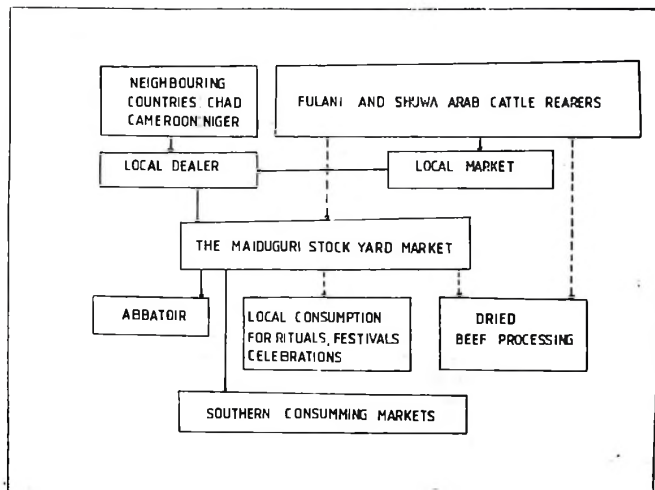 NEIGHBOURING
COUNTRIES: CHAD
CAMEROON NIGER
FULANI AND SHUWA ARAB CATTLE REARERS
LOCAL DEALER
LOCAL MARKET
THE MAIDUGURI STOCK YARD MARKET
ABBATOIR
LOCAL CONSUMPTION
FOR RITUALS, FESTIVALS
CELEBRATIONS
DRIED
BEEF PROCESSING
SOUTHERN CONSUMMING MARKETS